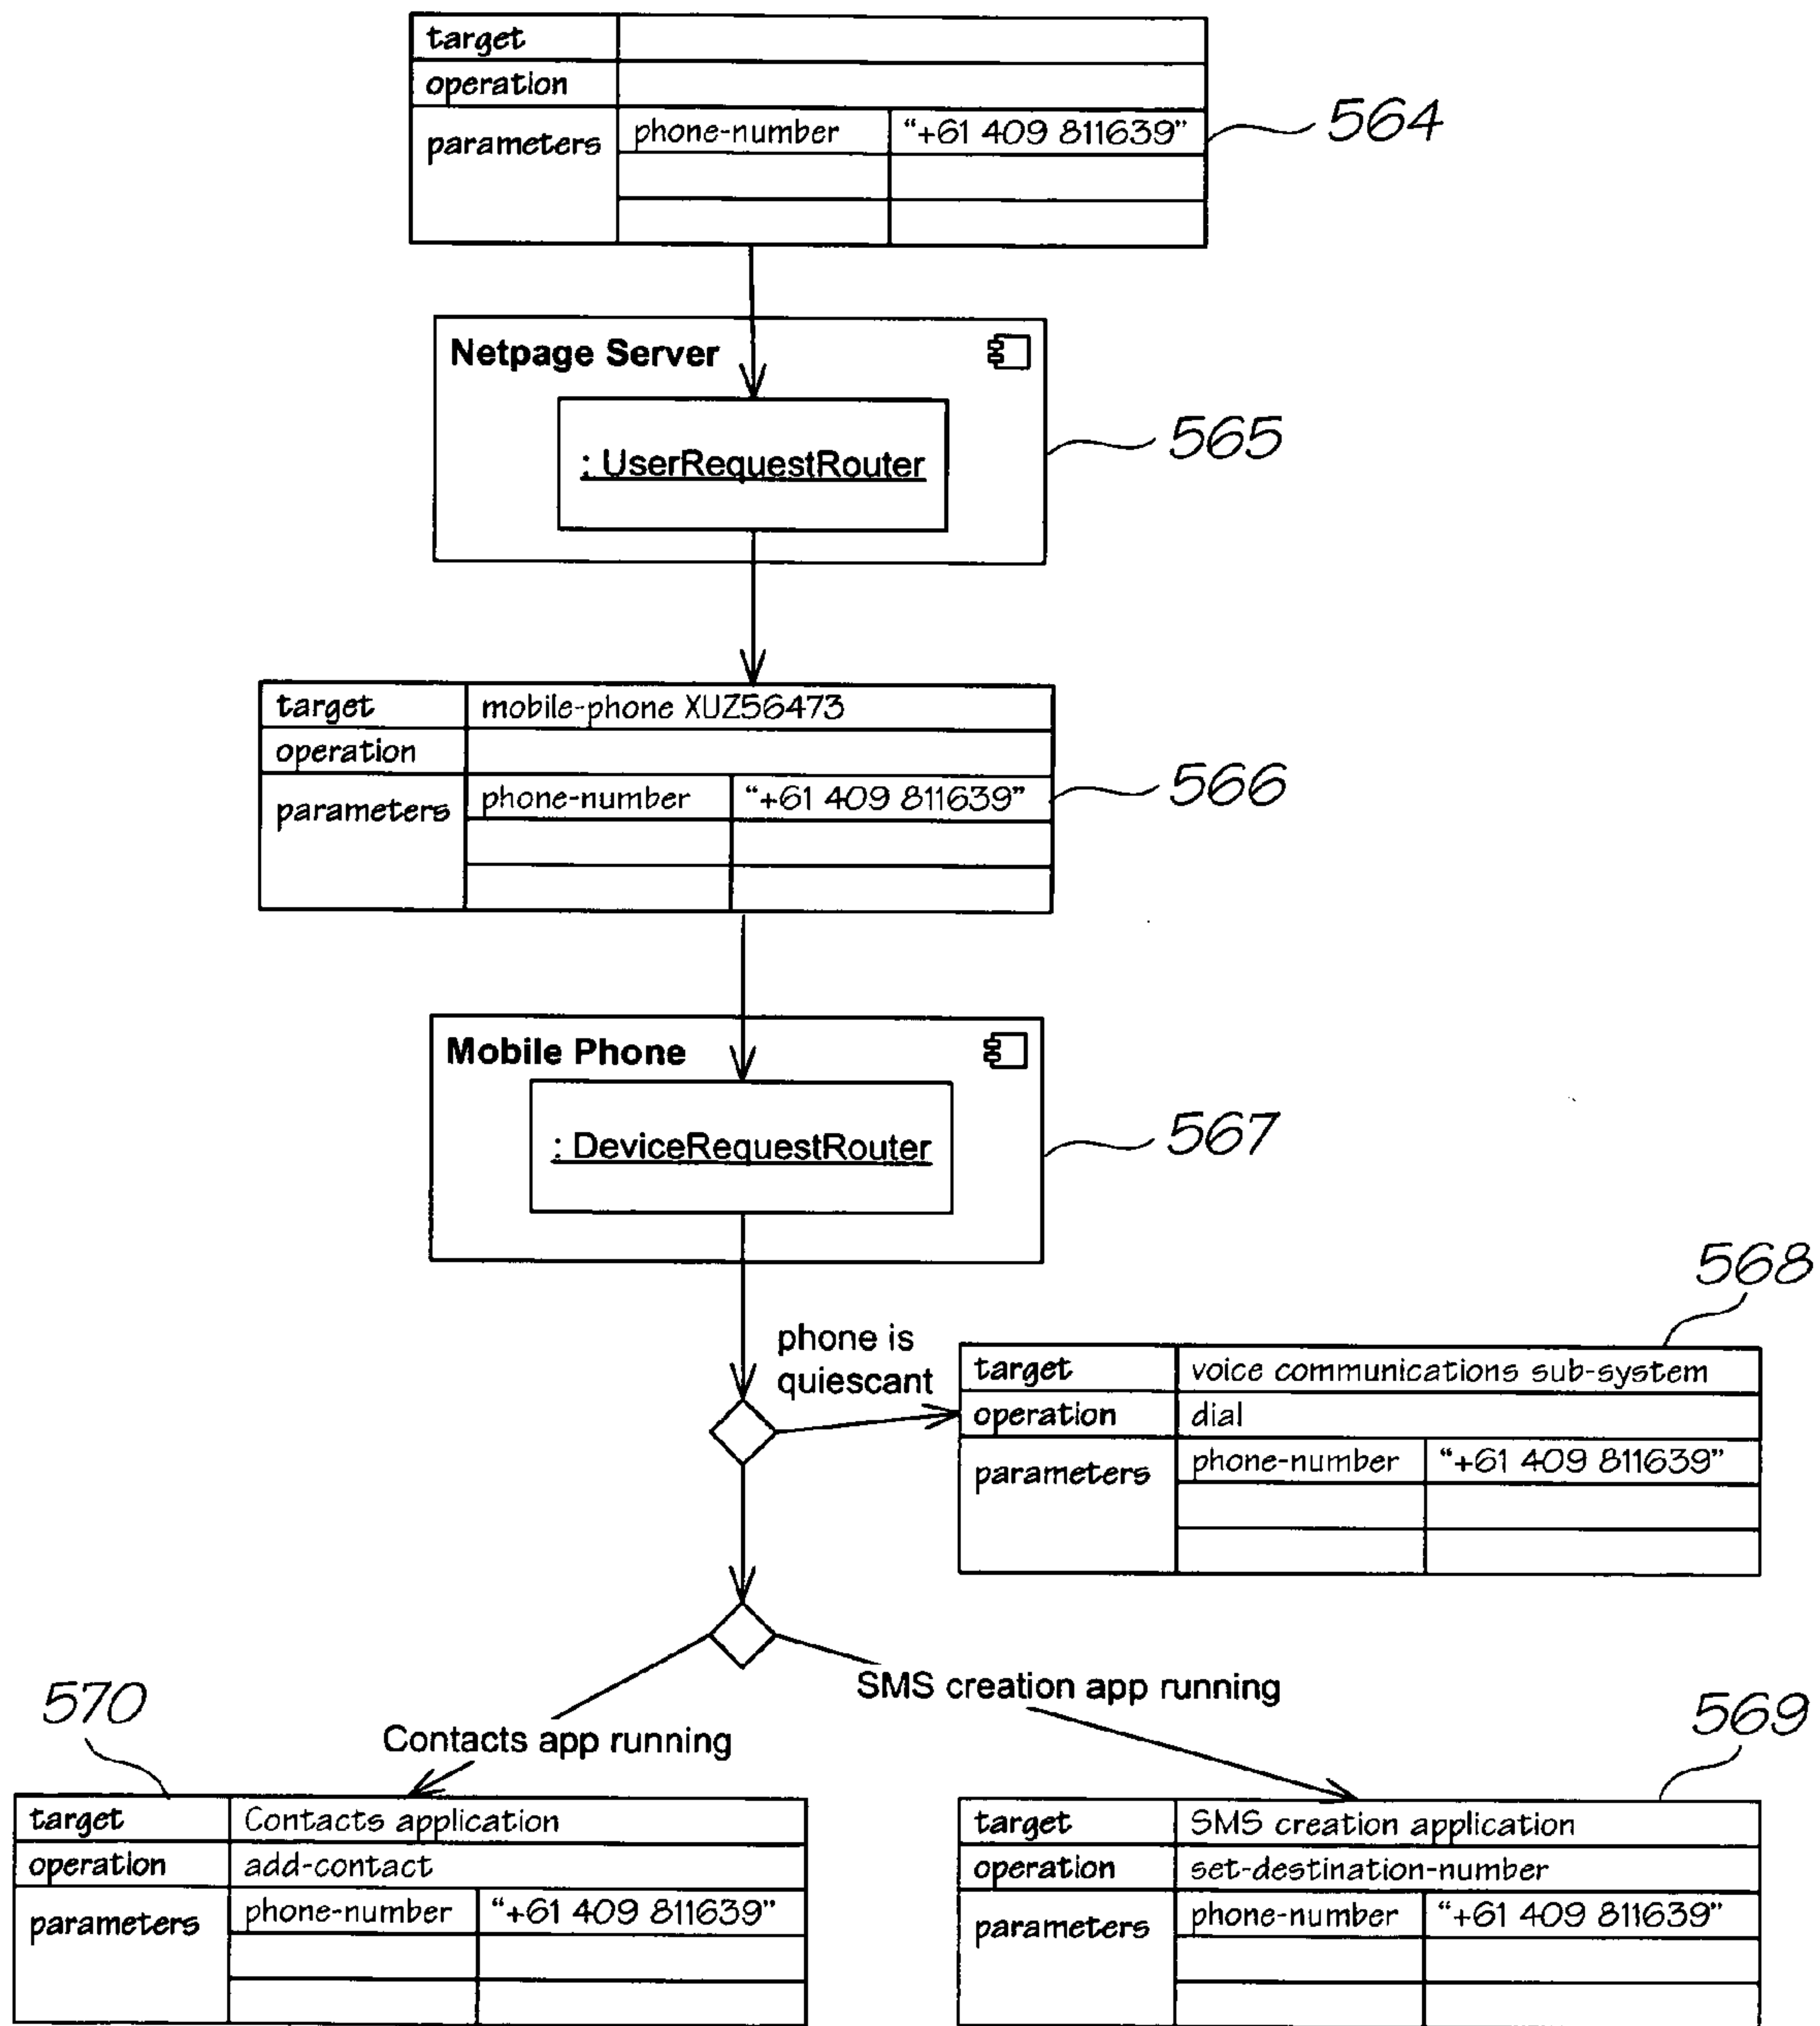 target
operation
parameters phone-number “+61 409 811639” 564
Netpage Server
: UserRequestRouter 565
target mobile-phone XUZ56473
operation
parameters phone-number “+61 409 811639” 566
Mobile Phone
: DeviceRequestRouter 567
568
phone is
quiescant
target voice communications sub-system
operation dial
parameters phone-number “+61 409 811639”
SMS creation app running
Contacts app running
570
target Contacts application
operation add-contact
parameters phone-number “+61 409 811639”
569
target SMS creation application
operation set-destination-number
parameters phone-number “+61 409 811639”